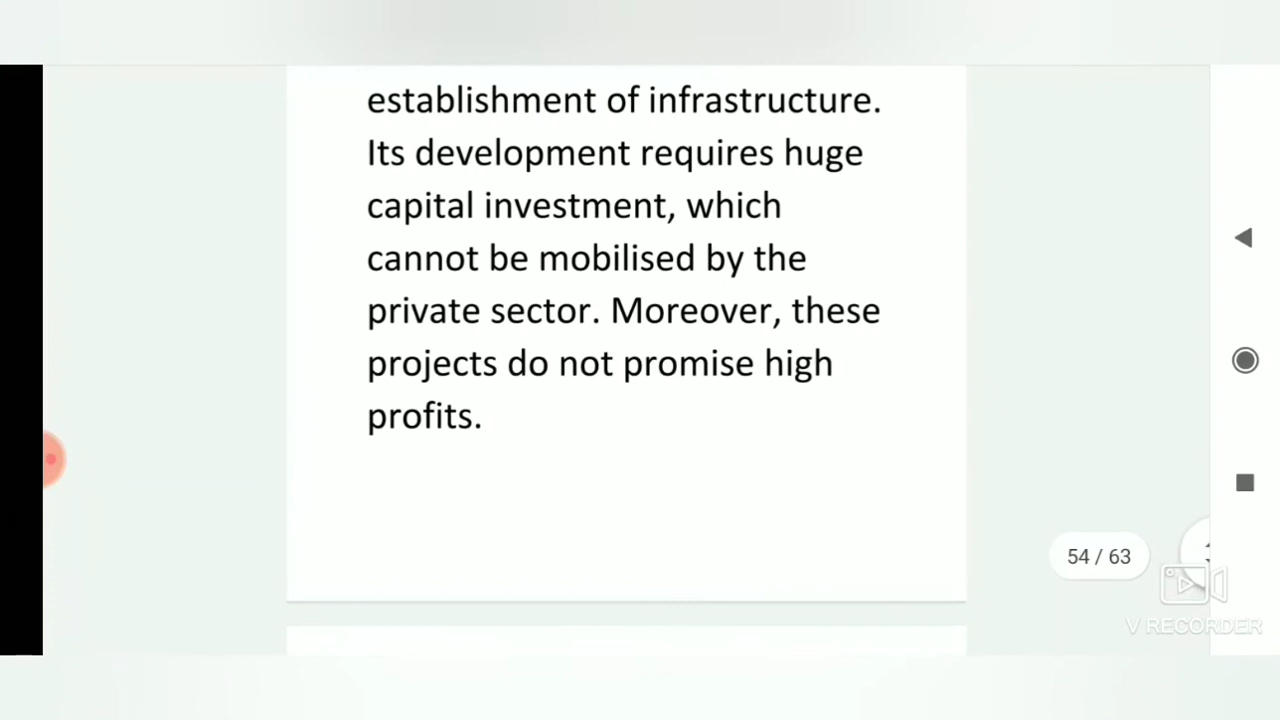 establishment of infrastructure.
Its development requires huge
capital investment, which
cannot be mobilised by the
private sector. Moreover, these
projects do not promise high
profits.
54 / 63
V RECORDER